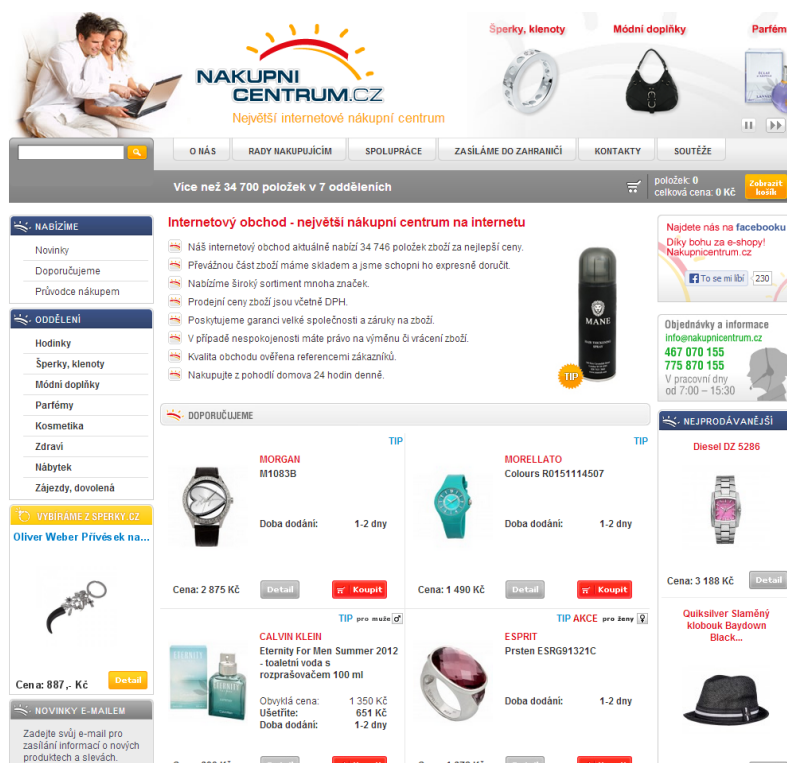 NAKUPNI
CENTRUM.CZ
Největší internetové nákupní centrum
Šperky, klenoty
Módní doplňky
Parfém
O NÁS
RADY NAKUPUJÍCÍM
SPOLUPRÁCE
ZASÍLÁME DO ZAHRANIČÍ
KONTAKTY
SOUTĚŽE
Více než 34 700 položek v 7 odděleních
položek: 0
celková cena: 0 Kč
Zobrazit
košík
NABÍZÍME
Novinky
Doporučujeme
Průvodce nákupem
ODDĚLENÍ
Hodinky
Šperky, klenoty
Módní doplňky
Parfémy
Kosmetika
Zdraví
Nábytek
Zájezdy, dovolená
VYBÍRÁME Z SPERKY.CZ
Oliver Weber Přívěsek na...
Cena: 887,- Kč
Detail
NOVINKY E-MAILEM
Zadejte svůj e-mail pro
zasílání informací o nových
produktech a slevách.
Internetový obchod - největší nákupní centrum na internetu
Náš internetový obchod aktuálně nabízí 34 746 položek zboží za nejlepší ceny.
Převážnou část zboží máme skladem a jsme schopni ho expresně doručit.
Nabízíme široký sortiment mnoha značek.
Prodejní ceny zboží jsou včetně DPH.
Poskytujeme garanci velké společnosti a záruky na zboží.
V případě nespokojenosti máte právo na výměnu či vrácení zboží.
Kvalita obchodu ověřena referencemi zákazníků.
Nakupujte z pohodlí domova 24 hodin denně.
MANE
TIP
DOPORUČUJEME
TIP
MORGAN
M1083B
Doba dodání: 1-2 dny
Cena: 2 875 Kč
Detail
Koupit
TIP
MORELLATO
Colours R0151114507
Doba dodání: 1-2 dny
Cena: 1 490 Kč
Detail
Koupit
TIP pro muže
CALVIN KLEIN
Eternity For Men Summer 2012
- toaletní voda s
rozprašovačem 100 ml
Obvyklá cena: 1 350 Kč
Ušetříte: 651 Kč
Doba dodání: 1-2 dny
TIP AKCE pro ženy
ESPRIT
Prsten ESRG91321C
Doba dodání: 1-2 dny
Najdete nás na facebooku
Díky bohu za e-shopy!
Nakupnicentrum.cz
To se mi líbí
230
Objednávky a informace
info@nakupnicentrum.cz
467 070 155
775 870 155
V pracovní dny
od 7:00 – 15:30
NEJPRODÁVANĚJŠÍ
Diesel DZ 5286
Cena: 3 188 Kč
Detail
Quiksilver Slaměný
klobouk Baydown
Black...